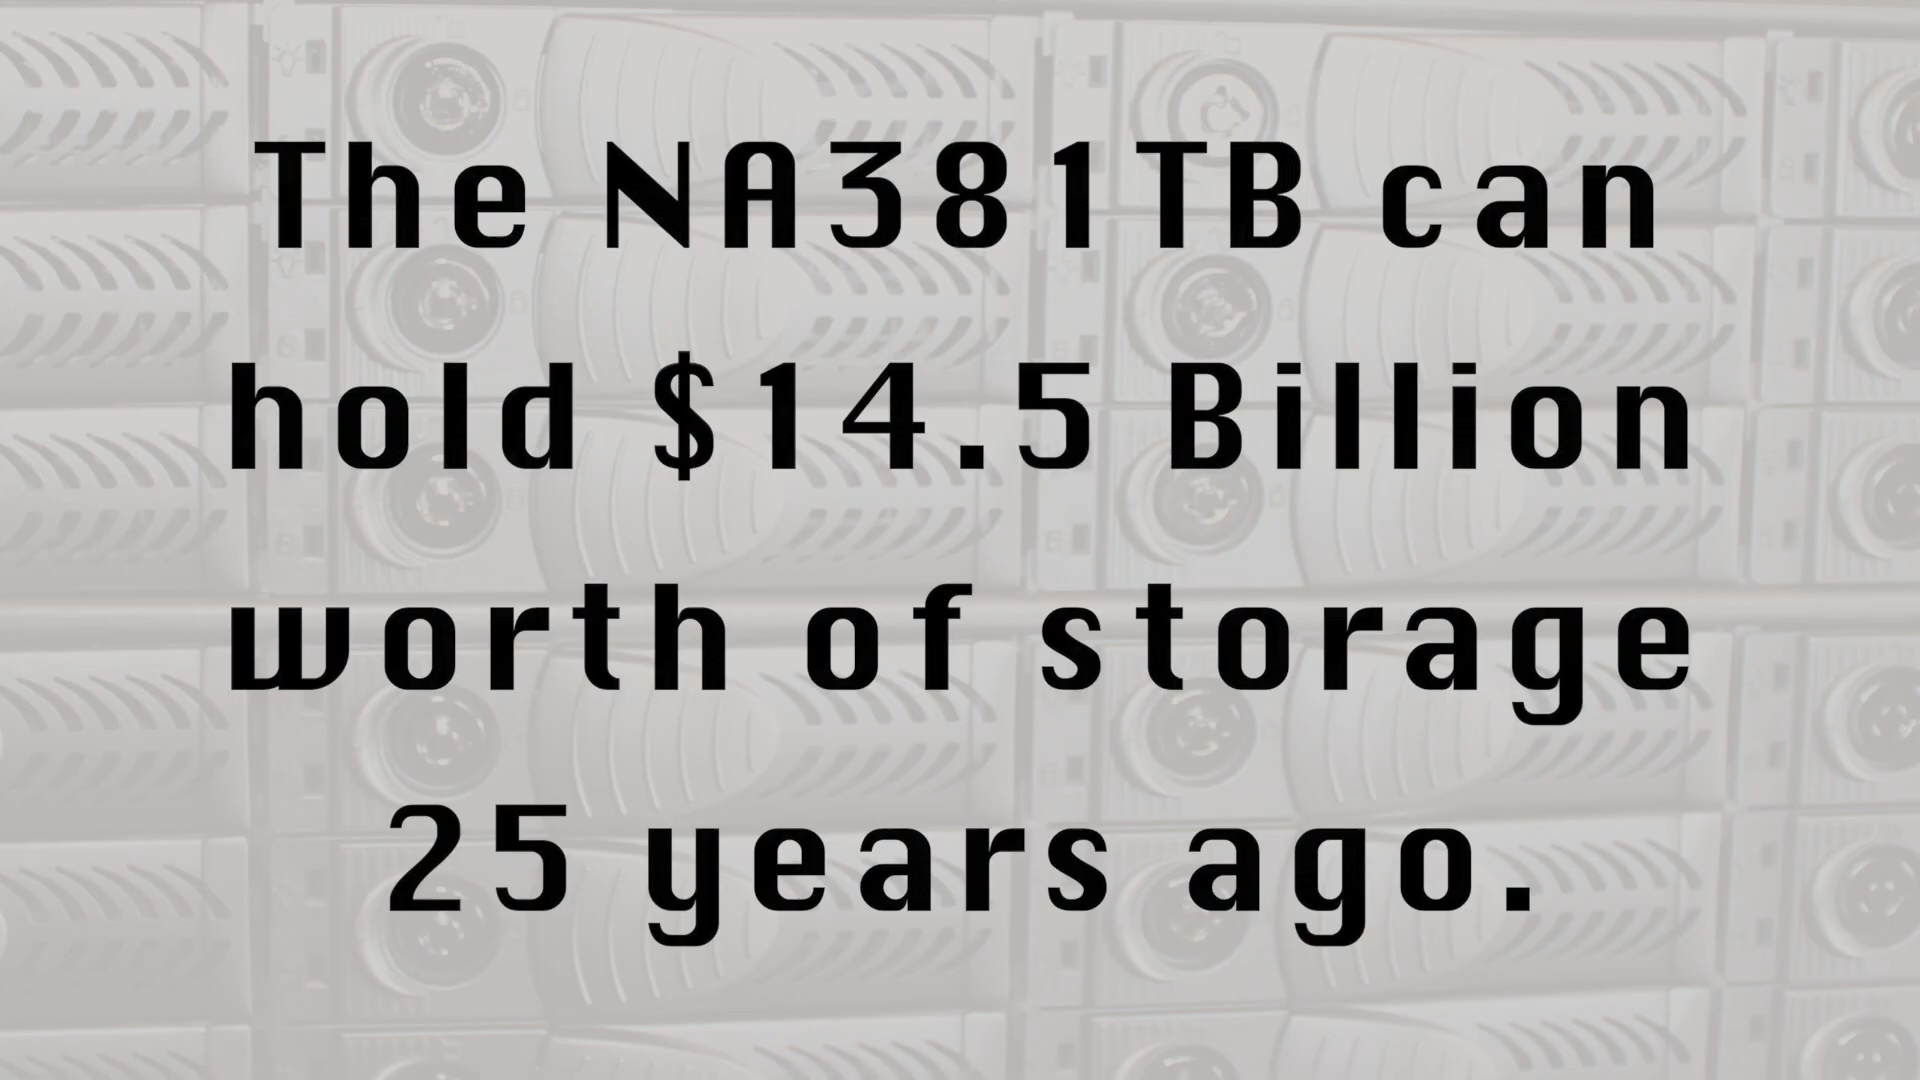 The NA381TB can
hold $14.5 Billion
worth of storage
25 years ago.